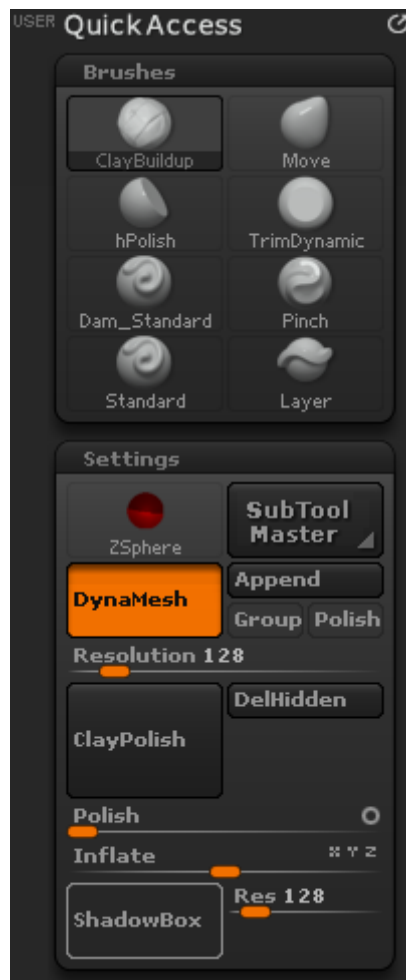 USER QuickAccess
Brushes
ClayBuildup Move
hPolish TrimDynamic
Dam_Standard Pinch
Standard Layer
Settings
ZSphere SubTool
Master
DynaMesh Append
Group Polish
Resolution 128
ClayPolish DelHidden
Polish
Inflate X Y Z
ShadowBox Res 128